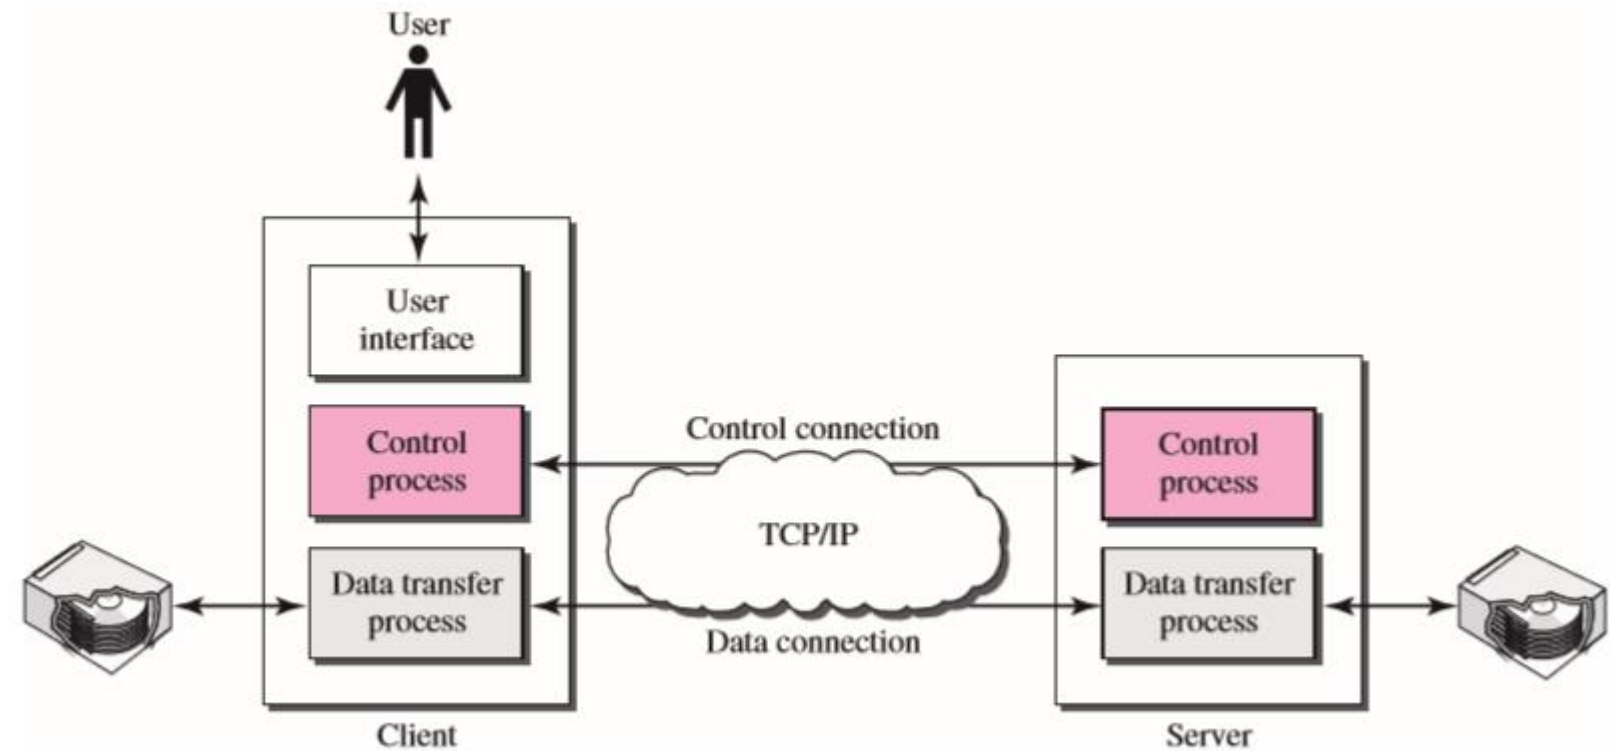 User
User
interface
Control
process
Control connection
Control
process
TCP/IP
Data transfer
process
Data connection
Data transfer
process
Client
Server